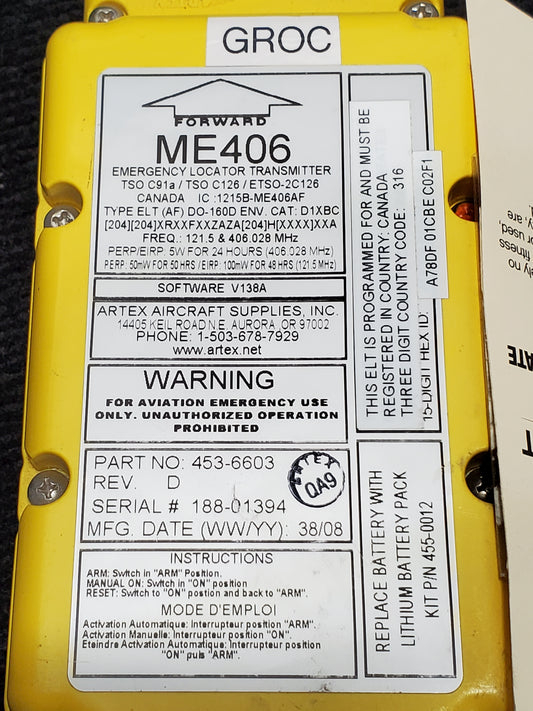 GROC
FORWARD
ME406
EMERGENCY LOCATOR TRANSMITTER
TSO C91a / TSO C126 / ETSO-2C126
CANADA IC :1215B-ME406AF
TYPE ELT (AF) DO-160D ENV. CAT: D1XBC
[204][204]XRXXFXXZAZA[204]H[XXXX]XXA
FREQ.: 121.5 & 406.028 MHz
PERP/EIRP: 5W FOR 24 HOURS (406.028 MHz)
PERP: 50mW FOR 50 HRS / EIRP: 100mW FOR 48 HRS (121.5 MHz)
SOFTWARE V138A
ARTEX AIRCRAFT SUPPLIES, INC.
14405 KEIL ROAD NE, AURORA, OR 97002
PHONE: 1-503-678-7929
www.artex.net
WARNING
FOR AVIATION EMERGENCY USE
ONLY. UNAUTHORIZED OPERATION
PROHIBITED
PART NO: 453-6603
REV. D
SERIAL # 188-01394
MFG. DATE (WW/YY): 38/08
ARTEX
QA9
INSTRUCTIONS
ARM: Switch in "ARM" Position.
MANUAL ON: Switch in "ON" position
RESET: Switch to "ON" postion and back to "ARM".
MODE D'EMPLOI
Activation Automatique: Interrupteur position "ARM".
Activation Manuelle: Interrupteur position "ON".
Eteindre Activation Automatique: Interrupteur position
"ON" puis "ARM".
THIS ELT IS PROGRAMMED FOR AND MUST BE
REGISTERED IN COUNTRY: CANADA
THREE DIGIT COUNTRY CODE: 316
15-DIGIT HEX ID:
A78DF 01CBE C02F1
REPLACE BATTERY WITH
LITHIUM BATTERY PACK
KIT P/N 455-0012
ely no
fitness
or used,
y, are